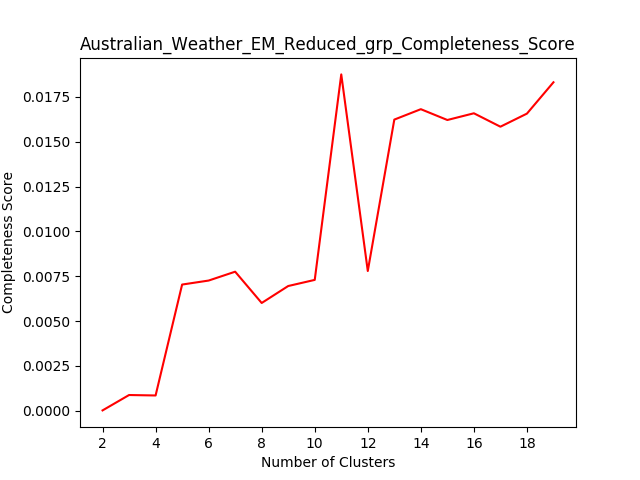 Australian_Weather_EM_Reduced_grp_Completeness_Score
Completeness Score
0.0175
0.0150
0.0125
0.0100
0.0075
0.0050
0.0025
0.0000
2 4 6 8 10 12 14 16 18
Number of Clusters